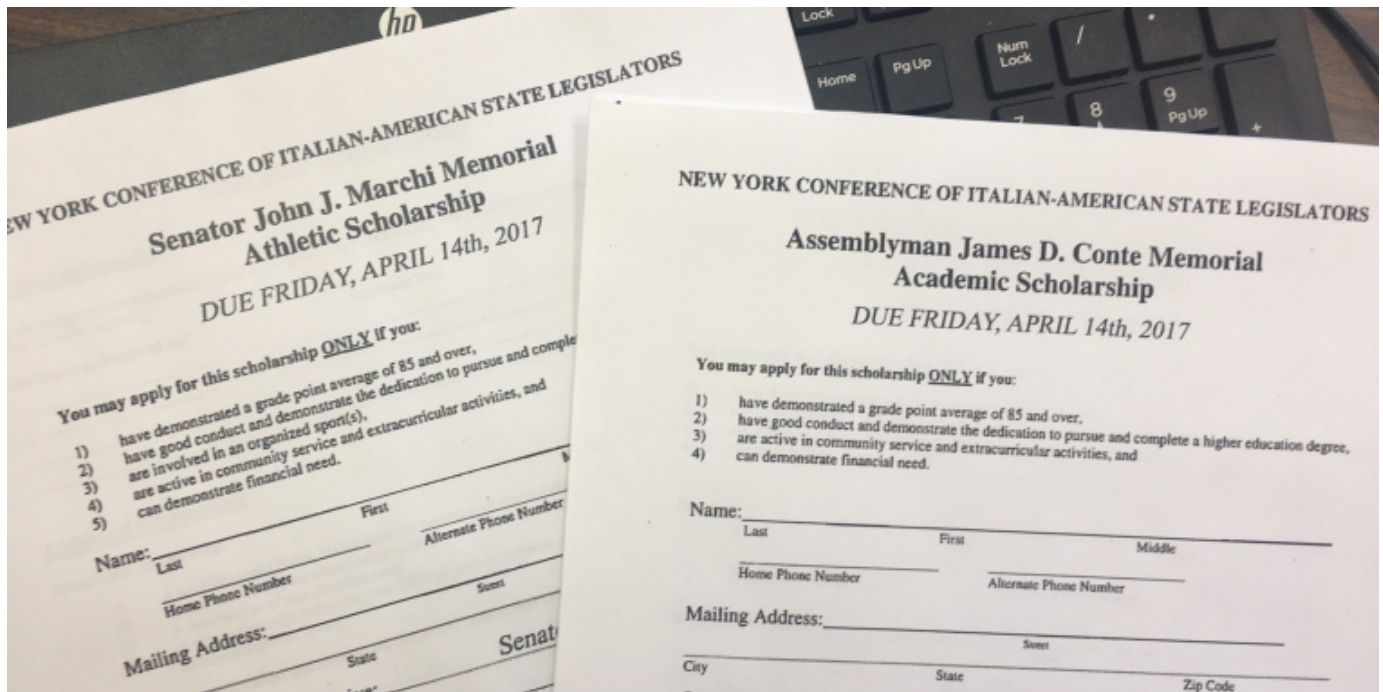 hp
Lock
Home
PgUp
Num
Lock
/
7
8
9
PgUp
+
NEW YORK CONFERENCE OF ITALIAN-AMERICAN STATE LEGISLATORS
Senator John J. Marchi Memorial
Athletic Scholarship
DUE FRIDAY, APRIL 14th, 2017
You may apply for this scholarship ONLY if you:
1) have demonstrated a grade point average of 85 and over,
2) have good conduct and demonstrate the dedication to pursue and comple
3) are involved in an organized sport(s),
4) are active in community service and extracurricular activities, and
5) can demonstrate financial need.
Name:
Last First
Home Phone Number Alternate Phone Number
Mailing Address:
Street
State
Senat
NEW YORK CONFERENCE OF ITALIAN-AMERICAN STATE LEGISLATORS
Assemblyman James D. Conte Memorial
Academic Scholarship
DUE FRIDAY, APRIL 14th, 2017
You may apply for this scholarship ONLY if you:
1) have demonstrated a grade point average of 85 and over,
2) have good conduct and demonstrate the dedication to pursue and complete a higher education degree,
3) are active in community service and extracurricular activities, and
4) can demonstrate financial need.
Name:
Last First Middle
Home Phone Number Alternate Phone Number
Mailing Address:
Street
City State Zip Code